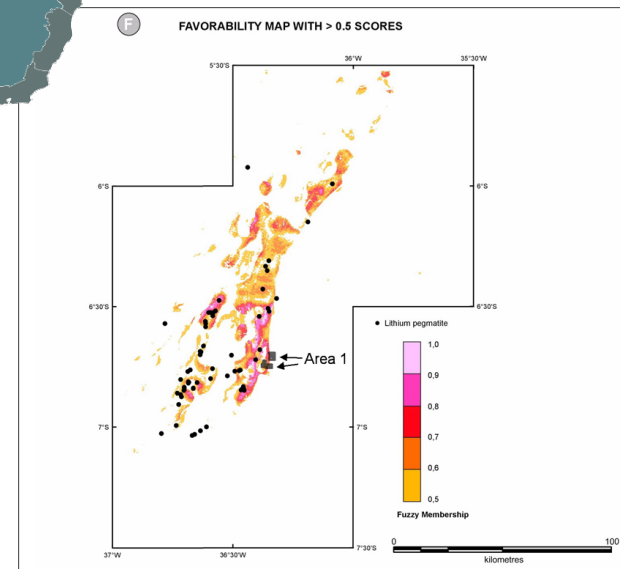 F
FAVORABILITY MAP WITH > 0.5 SCORES
36°W
35°30'W
5°30'S
6°S
6°S
6°30'S
6°30'S
Lithium pegmatite
1,0
Area 1
0,9
0,8
7°S
0,7
0,6
0,5
Fuzzy Membership
0
100
7°30'S
37°W
36°30'W
kilometres